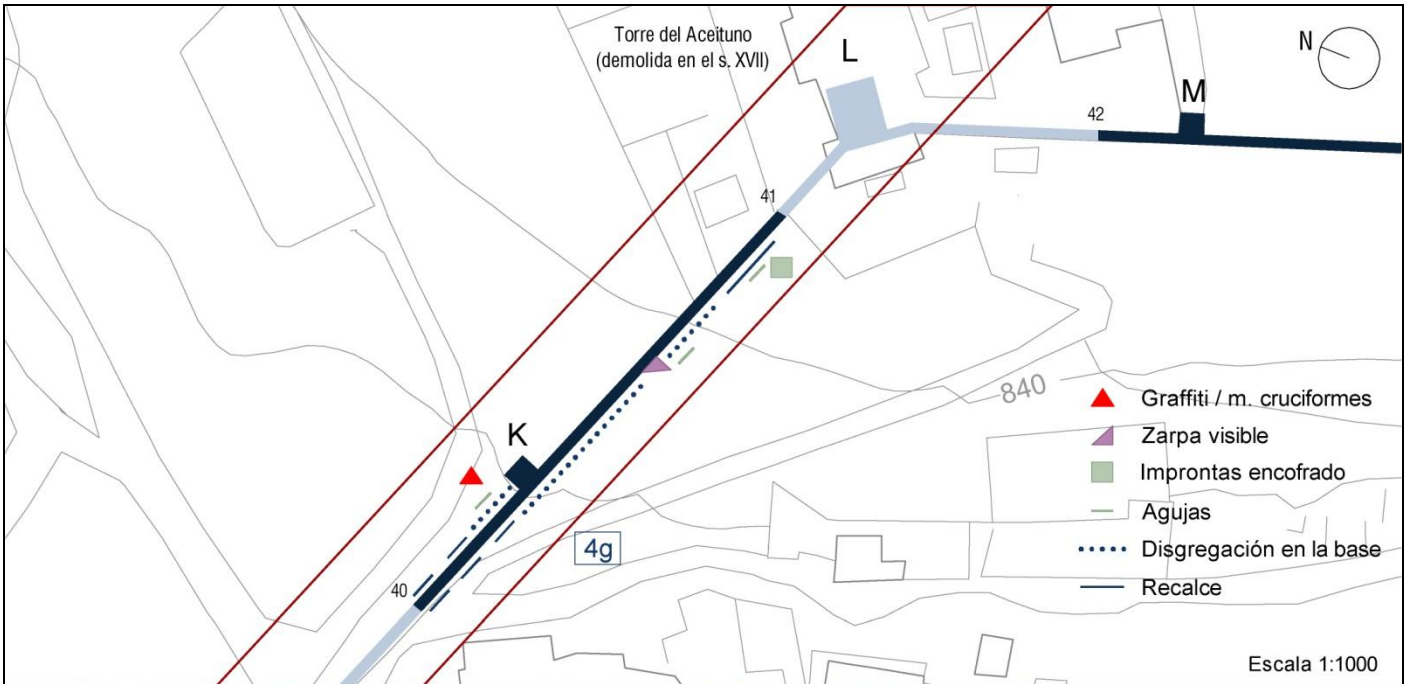 Torre del Aceituno
(demolida en el s. XVII)
L
N
M
42
41
840
K
4g
40
Graffiti / m. cruciformes
Zarpa visible
Improntas encofrado
Agujas
Disgregación en la base
Recalce
Escala 1:1000